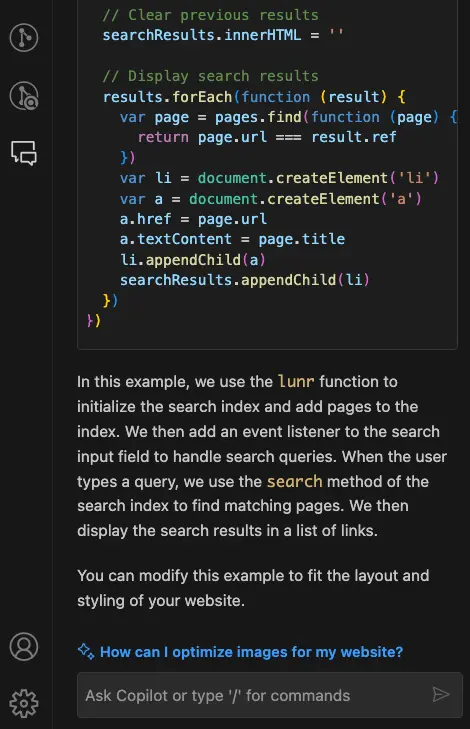 // Clear previous results
searchResults.innerHTML = ''
// Display search results
results.forEach(function (result) {
var page = pages.find(function (page) {
return page.url === result.ref
})
var li = document.createElement('li')
var a = document.createElement('a')
a.href = page.url
a.textContent = page.title
li.appendChild(a)
searchResults.appendChild(li)
})
})
In this example, we use the lunr function to
initialize the search index and add pages to the
index. We then add an event listener to the search
input field to handle search queries. When the user
types a query, we use the search method of the
search index to find matching pages. We then
display the search results in a list of links.
You can modify this example to fit the layout and
styling of your website.
How can I optimize images for my website?
Ask Copilot or type '/' for commands